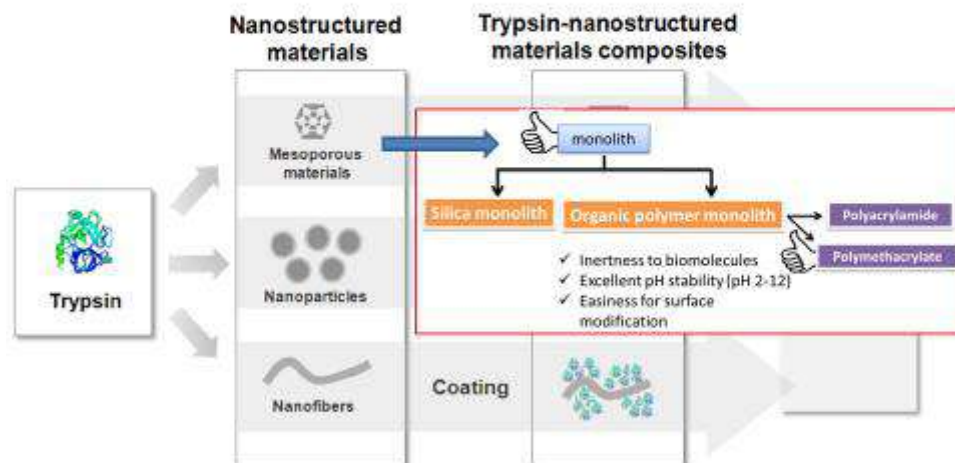 Nanostructured
materials
Trypsin-nanostructured
materials composites
Mesoporous
materials
monolith
Silica monolith
Organic polymer monolith
Polyacrylamide
Polymethacrylate
✓ Inertness to biomolecules
✓ Excellent pH stability (pH 2-12)
✓ Easiness for surface
modification
Trypsin
Nanoparticles
Nanofibers
Coating